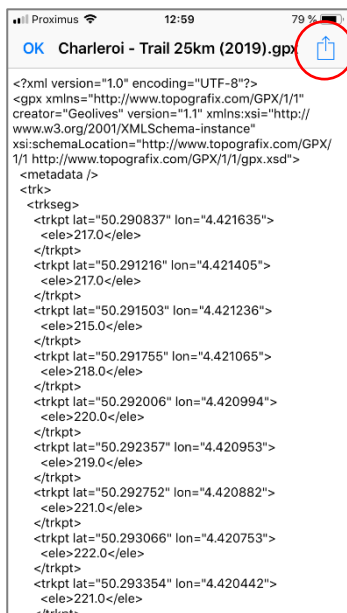 Proximus 12:59 79 %
OK Charleroi - Trail 25km (2019).gpx
<?xml version="1.0" encoding="UTF-8"?>
<gpx xmlns="http://www.topografix.com/GPX/1/1"
creator="Geolives" version="1.1" xmlns:xsi="http://
www.w3.org/2001/XMLSchema-instance"
xsi:schemaLocation="http://www.topografix.com/GPX/
1/1 http://www.topografix.com/GPX/1/1/gpx.xsd">
<metadata />
<trk>
<trkseg>
<trkpt lat="50.290837" lon="4.421635">
<ele>217.0</ele>
</trkpt>
<trkpt lat="50.291216" lon="4.421405">
<ele>217.0</ele>
</trkpt>
<trkpt lat="50.291503" lon="4.421236">
<ele>215.0</ele>
</trkpt>
<trkpt lat="50.291755" lon="4.421065">
<ele>218.0</ele>
</trkpt>
<trkpt lat="50.292006" lon="4.420994">
<ele>220.0</ele>
</trkpt>
<trkpt lat="50.292357" lon="4.420953">
<ele>219.0</ele>
</trkpt>
<trkpt lat="50.292752" lon="4.420882">
<ele>221.0</ele>
</trkpt>
<trkpt lat="50.293066" lon="4.420753">
<ele>222.0</ele>
</trkpt>
<trkpt lat="50.293354" lon="4.420442">
<ele>221.0</ele>
</trkpt>